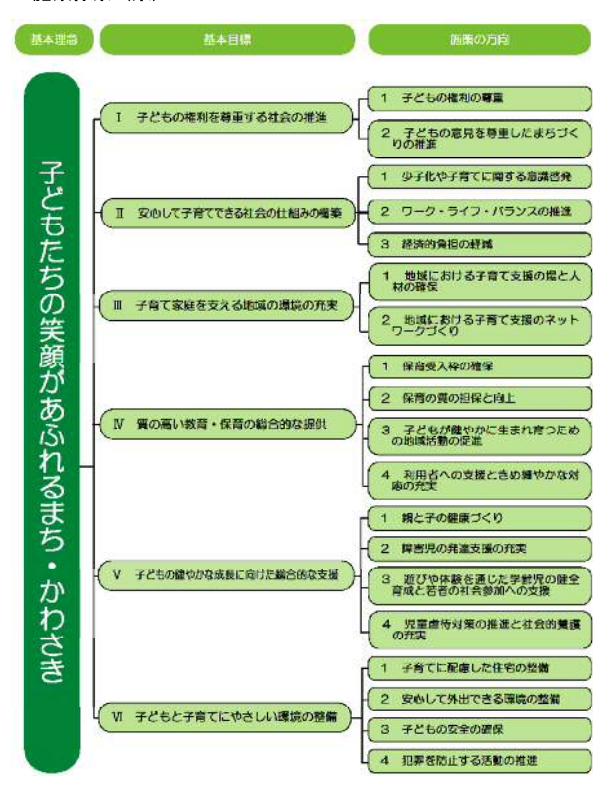 基本理念
基本目標
施策の方向
子どもたちの笑顔があふれるまち・かわさき
Ⅰ 子どもの権利を尊重する社会の推進
1 子どもの権利の尊重
2 子どもの意見を尊重したまちづく
りの推進
Ⅱ 安心して子育てできる社会の仕組みの構築
1 少子化や子育てに関する意識啓発
2 ワーク・ライフ・バランスの推進
3 経済的負担の軽減
Ⅲ 子育て家庭を支える地域の環境の充実
1 地域における子育て支援の場と人
材の確保
2 地域における子育て支援のネット
ワークづくり
Ⅳ 質の高い教育・保育の総合的な提供
1 保育受入枠の確保
2 保育の質の担保と向上
3 子どもが健やかに生まれ育つため
の地域活動の促進
4 利用者への支援ときめ細やかな対
応の充実
Ⅴ 子どもの健やかな成長に向けた総合的な支援
1 親と子の健康づくり
2 障害児の発達支援の充実
3 遊びや体験を通じた学齢児の健全
育成と若者の社会参加への支援
4 児童虐待対策の推進と社会的養護
の充実
Ⅵ 子どもと子育てにやさしい環境の整備
1 子育てに配慮した住宅の整備
2 安心して外出できる環境の整備
3 子どもの安全の確保
4 犯罪を防止する活動の推進